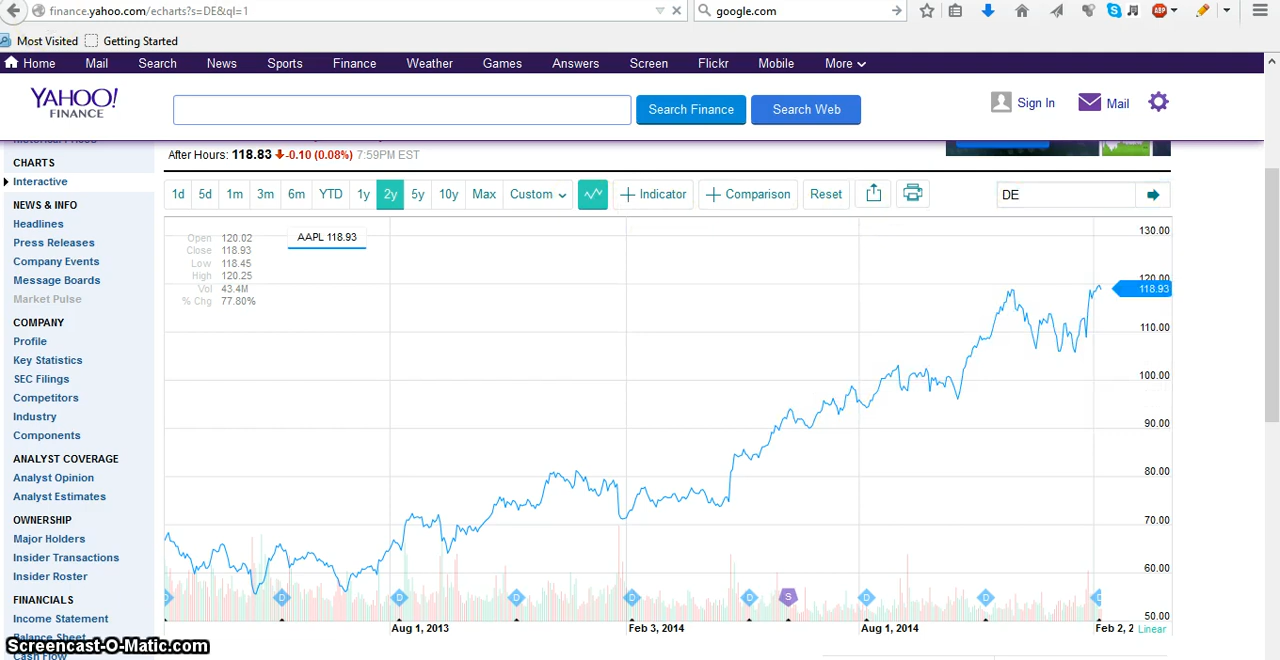 finance.yahoo.com/echarts?s=DE&ql=1
google.com
ABP
Most Visited Getting Started
Home Mail Search News Sports Finance Weather Games Answers Screen Flickr Mobile More
YAHOO!
FINANCE
Search Finance Search Web
Sign In Mail
Historical Prices
After Hours: 118.83 -0.10 (0.08%) 7:59PM EST
CHARTS
Interactive
NEWS & INFO
Headlines
Press Releases
Company Events
Message Boards
Market Pulse
COMPANY
Profile
Key Statistics
SEC Filings
Competitors
Industry
Components
ANALYST COVERAGE
Analyst Opinion
Analyst Estimates
OWNERSHIP
Major Holders
Insider Transactions
Insider Roster
FINANCIALS
Income Statement
Balance Sheet
Cash Flow
1d 5d 1m 3m 6m YTD 1y 2y 5y 10y Max Custom Indicator Comparison Reset DE
Open 120.02
Close 118.93
Low 118.45
High 120.25
Vol 43.4M
% Chg 77.80%
AAPL 118.93
130.00
120.00
118.93
110.00
100.00
90.00
80.00
70.00
60.00
50.00
D D D D D D S D D D
Aug 1, 2013 Feb 3, 2014 Aug 1, 2014 Feb 2, 2 Linear
Screencast-O-Matic.com